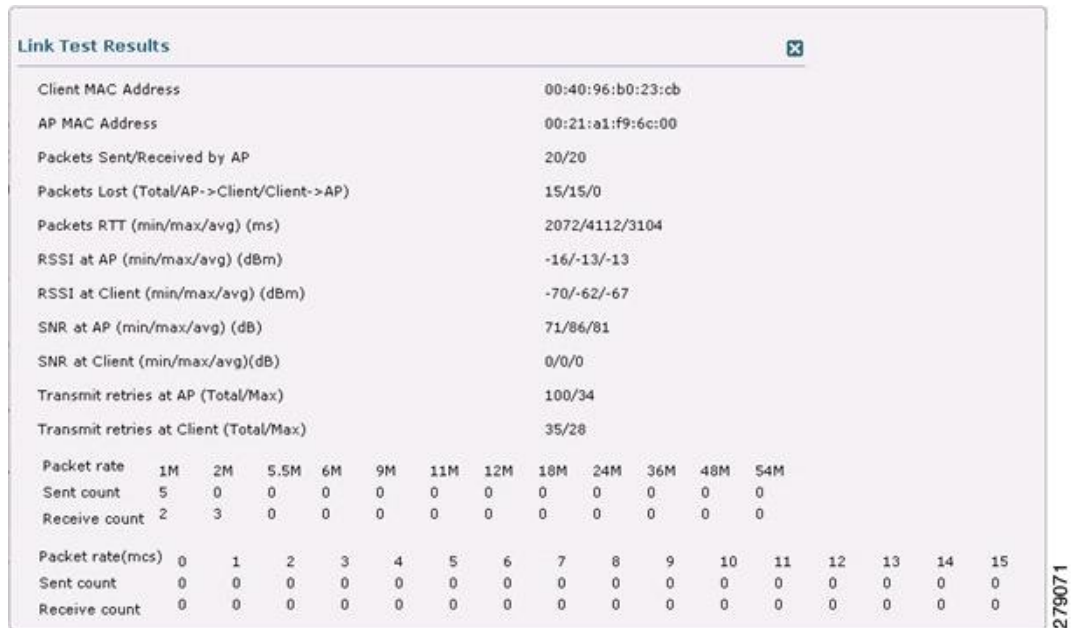 Link Test Results
Client MAC Address 00:40:96:b0:23:cb
AP MAC Address 00:21:a1:f9:6c:00
Packets Sent/Received by AP 20/20
Packets Lost (Total/AP->Client/Client->AP) 15/15/0
Packets RTT (min/max/avg) (ms) 2072/4112/3104
RSSI at AP (min/max/avg) (dBm) -16/-13/-13
RSSI at Client (min/max/avg) (dBm) -70/-62/-67
SNR at AP (min/max/avg) (dB) 71/86/81
SNR at Client (min/max/avg)(dB) 0/0/0
Transmit retries at AP (Total/Max) 100/34
Transmit retries at Client (Total/Max) 35/28
Packet rate 1M 2M 5.5M 6M 9M 11M 12M 18M 24M 36M 48M 54M
Sent count 5 0 0 0 0 0 0 0 0 0 0 0
Receive count 2 3 0 0 0 0 0 0 0 0 0 0
Packet rate(mcs) 0 1 2 3 4 5 6 7 8 9 10 11 12 13 14 15
Sent count 0 0 0 0 0 0 0 0 0 0 0 0 0 0 0 0
Receive count 0 0 0 0 0 0 0 0 0 0 0 0 0 0 0 0
279071